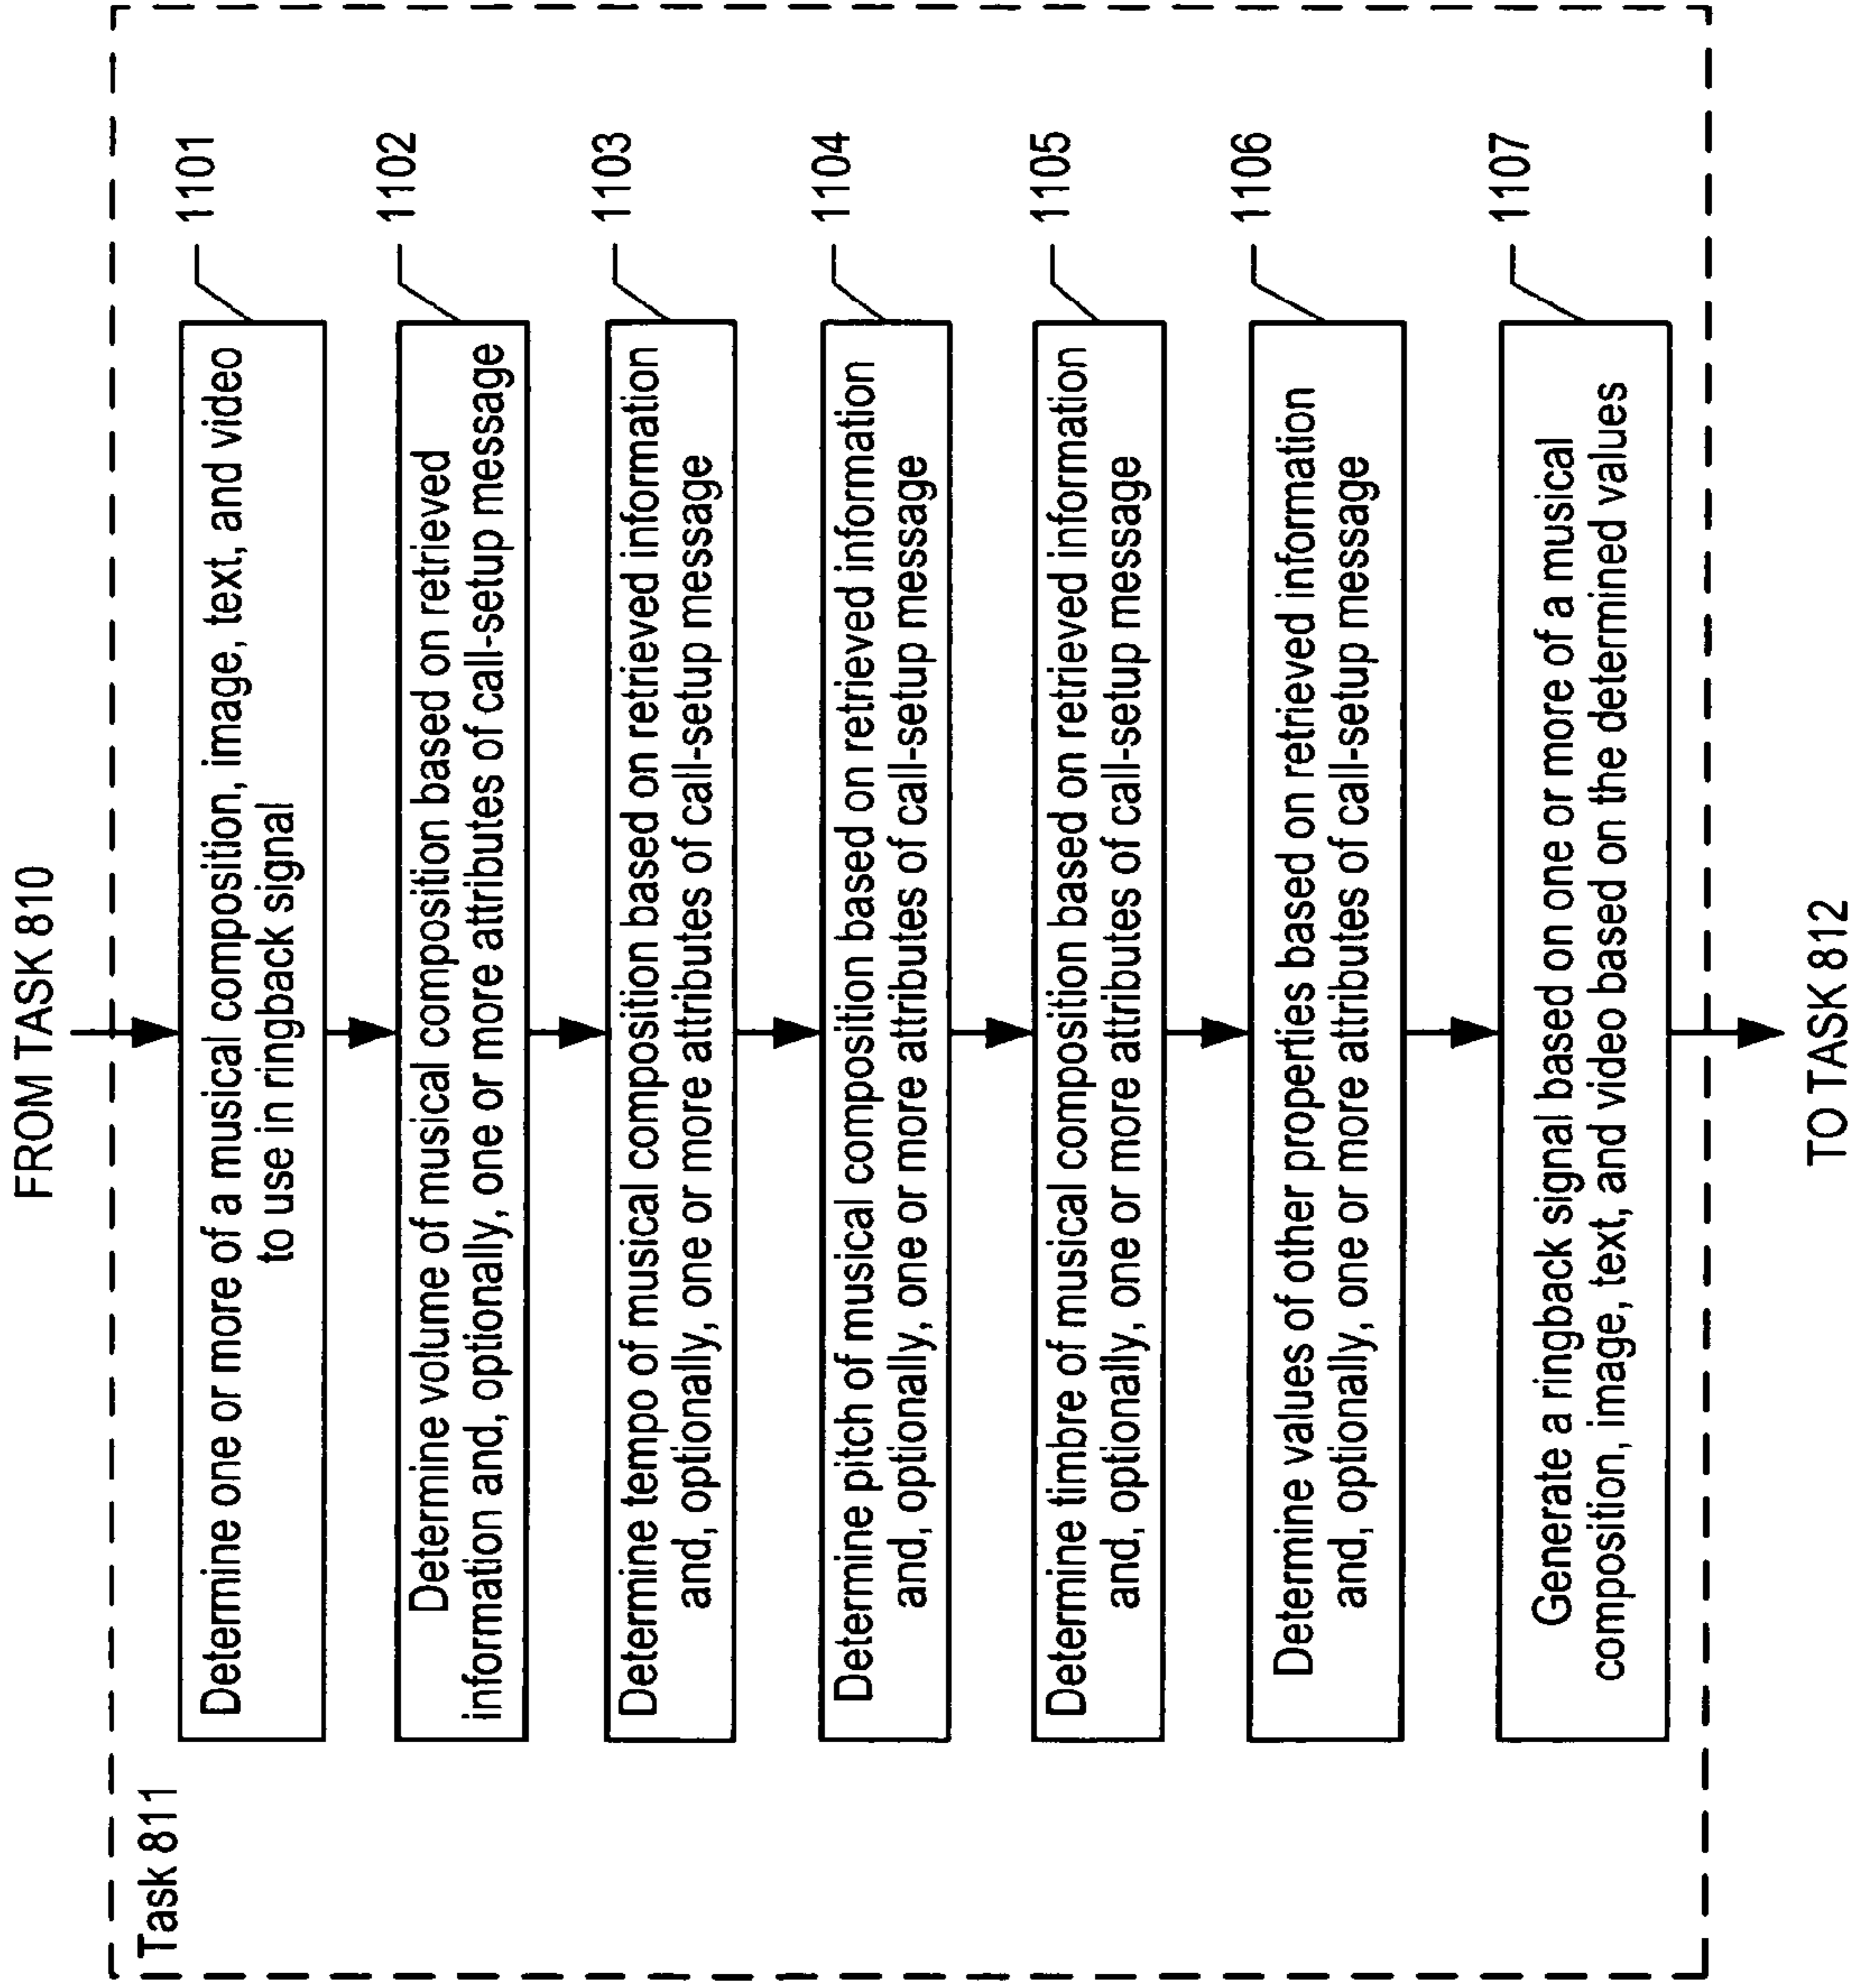 FROM TASK 810
Task 811
Determine one or more of a musical composition, image, text, and video
to use in ringback signal
1101
Determine volume of musical composition based on retrieved
information and, optionally, one or more attributes of call-setup message
1102
Determine tempo of musical composition based on retrieved information
and, optionally, one or more attributes of call-setup message
1103
Determine pitch of musical composition based on retrieved information
and, optionally, one or more attributes of call-setup message
1104
Determine timbre of musical composition based on retrieved information
and, optionally, one or more attributes of call-setup message
1105
Determine values of other properties based on retrieved information
and, optionally, one or more attributes of call-setup message
1106
Generate a ringback signal based on one or more of a musical
composition, image, text, and video based on the determined values
1107
TO TASK 812